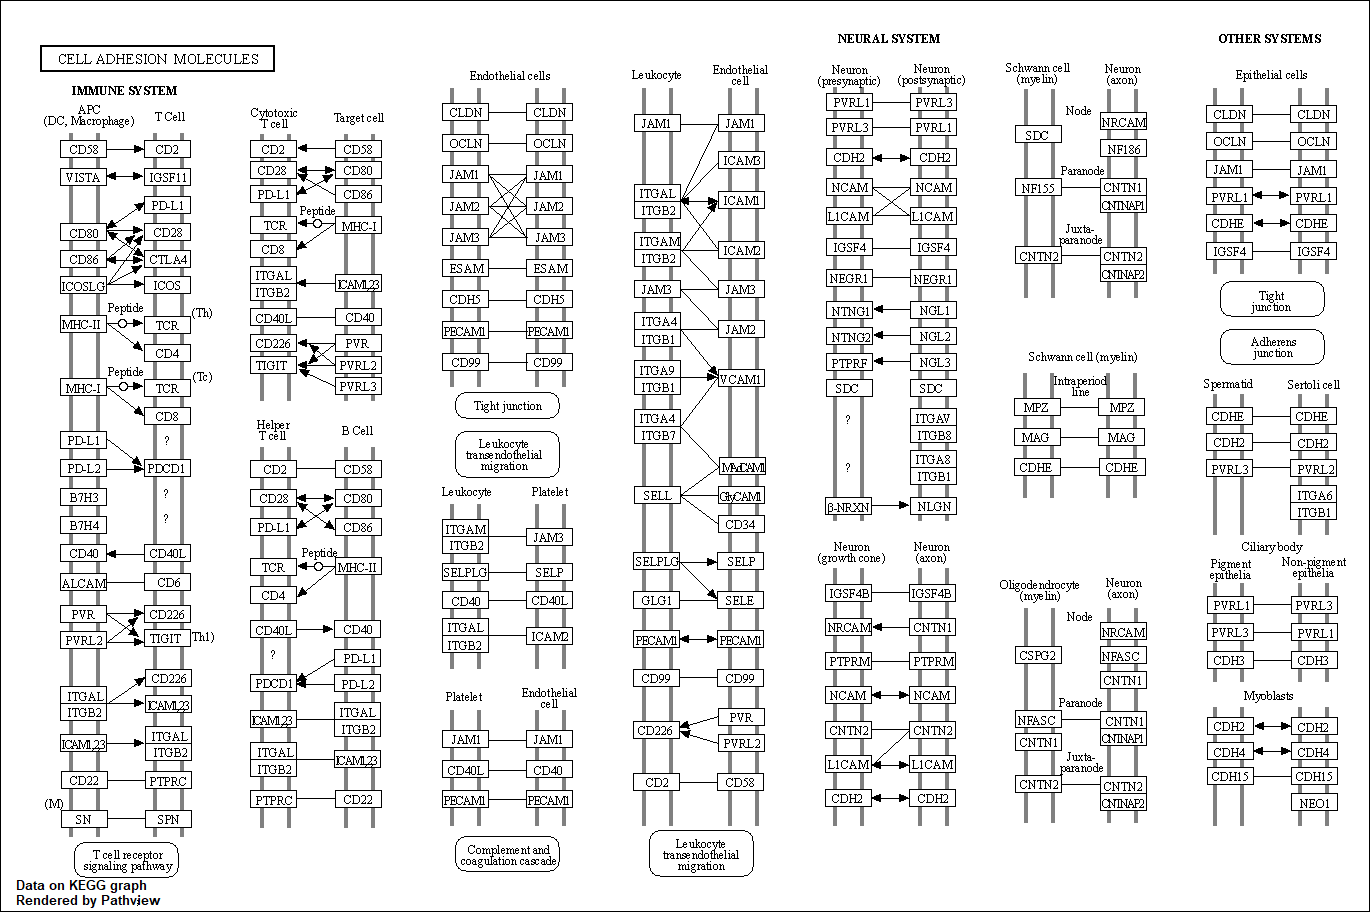 CELL ADHESION MOLECULES
IMMUNE SYSTEM
APC
(DC, Macrophage)
T Cell
CD58
CD2
VISTA
IGSF11
PD-L1
CD80
CD28
CD86
CTLA4
ICOSLG
ICOS
Peptide
(Th)
MHC-II
TCR
CD4
Peptide
(Tc)
MHC-I
TCR
CD8
PD-L1
?
PD-L2
PDCD1
B7H3
?
B7H4
?
CD40
CD40L
ALCAM
CD6
PVR
CD226
PVRL2
TIGIT
Th1)
CD226
ITGAL
ITGB2
ICAM1,2,3
ICAM1,2,3
ITGAL
ITGB2
CD22
PTPRC
(M)
SN
SPN
T cell receptor
signaling pathway
Data on KEGG graph
Rendered by Pathview
Cytotoxic
T cell
Target cell
CD2
CD58
CD28
CD80
PD-L1
CD86
Peptide
TCR
MHC-I
CD8
ITGAL
ITGB2
ICAM1,2,3
CD40L
CD40
CD226
PVR
TIGIT
PVRL2
PVRL3
Helper
T cell
B Cell
CD2
CD58
CD28
CD80
PD-L1
CD86
Peptide
TCR
MHC-II
CD4
CD40L
CD40
?
PD-L1
PDCD1
PD-L2
ICAM1,2,3
ITGAL
ITGB2
ITGAL
ITGB2
ICAM1,2,3
PTPRC
CD22
Endothelial cells
CLDN
CLDN
OCLN
OCLN
JAM1
JAM1
JAM2
JAM2
JAM3
JAM3
ESAM
ESAM
CDH5
CDH5
PECAM1
PECAM1
CD99
CD99
Tight junction
Leukocyte
transendothelial
migration
Leukocyte
Platelet
ITGAM
ITGB2
JAM3
SELPLG
SELP
CD40
CD40L
ITGAL
ITGB2
ICAM2
Platelet
Endothelial
cell
JAM1
JAM1
CD40L
CD40
PECAM1
PECAM1
Complement and
coagulation cascade
Leukocyte
Endothelial
cell
JAM1
JAM1
ICAM3
ITGAL
ITGB2
ICAM1
ITGAM
ITGB2
ICAM2
JAM3
JAM3
ITGA4
ITGB1
JAM2
ITGA9
ITGB1
VCAM1
ITGA4
ITGB7
MAdCAM1
SELL
GlyCAM1
CD34
SELPLG
SELP
GLG1
SELE
PECAM1
PECAM1
CD99
CD99
PVR
CD226
PVRL2
CD2
CD58
Leukocyte
transendothelial
migration
NEURAL SYSTEM
Neuron
(presynaptic)
Neuron
(postsynaptic)
PVRL1
PVRL3
PVRL3
PVRL1
CDH2
CDH2
NCAM
NCAM
L1CAM
L1CAM
IGSF4
IGSF4
NEGR1
NEGR1
NTNG1
NGL1
NTNG2
NGL2
PTPRF
NGL3
SDC
SDC
?
ITGAV
ITGB8
?
ITGA8
ITGB1
β-NRXN
NLGN
Neuron
(growth cone)
Neuron
(axon)
IGSF4B
IGSF4B
NRCAM
CNTN1
PTPRM
PTPRM
NCAM
NCAM
CNTN2
CNTN2
L1CAM
L1CAM
CDH2
CDH2
Schwann cell
(myelin)
Neuron
(axon)
Node
NRCAM
SDC
NF186
Paranode
NF155
CNTN1
CNTNAP1
Juxta-
paranode
CNTN2
CNTN2
CNTNAP2
Schwann cell (myelin)
Intraperiod
line
MPZ
MPZ
MAG
MAG
CDHE
CDHE
Oligodendrocyte
(myelin)
Neuron
(axon)
Node
NRCAM
CSPG2
NFASC
CNTN1
Paranode
NFASC
CNTN1
CNTNAP1
CNTN1
Juxta-
paranode
CNTN2
CNTN2
CNTNAP2
OTHER SYSTEMS
Epithelial cells
CLDN
CLDN
OCLN
OCLN
JAM1
JAM1
PVRL1
PVRL1
CDHE
CDHE
IGSF4
IGSF4
Tight
junction
Adherens
junction
Spermatid
Sertoli cell
CDHE
CDHE
CDH2
CDH2
PVRL3
PVRL2
ITGA6
ITGB1
Ciliary body
Pigment
epithelia
Non-pigment
epithelia
PVRL1
PVRL3
PVRL3
PVRL1
CDH3
CDH3
Myoblasts
CDH2
CDH2
CDH4
CDH4
CDH15
CDH15
NEO1